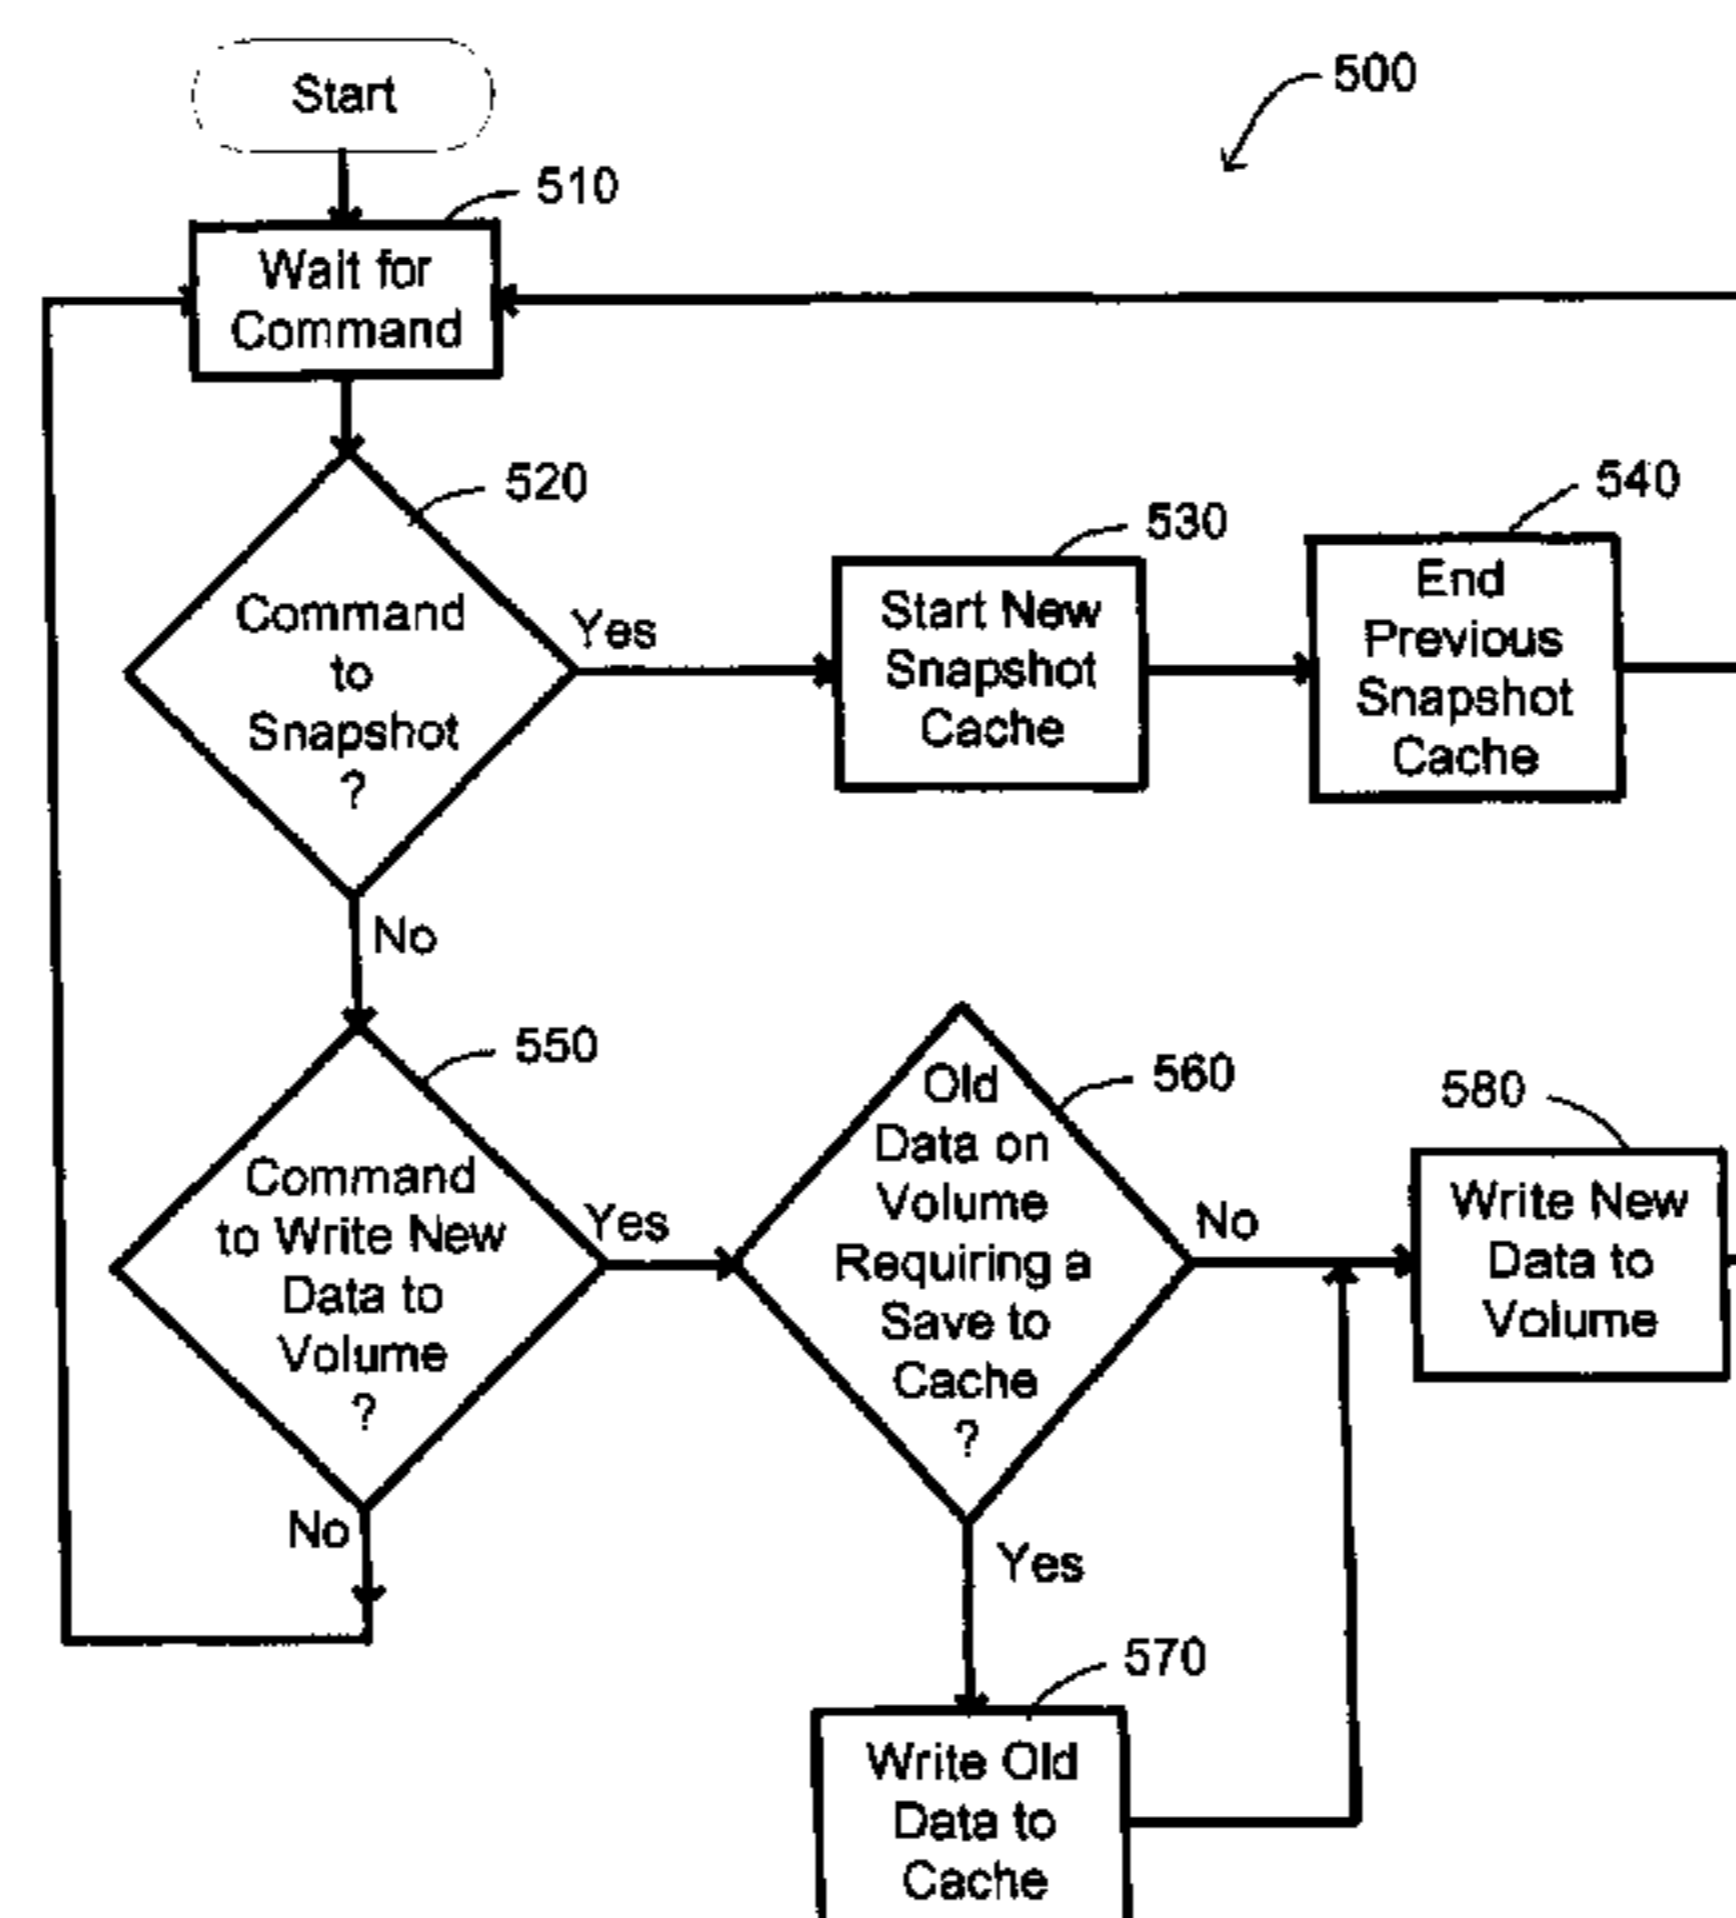 Start
500
510
Wait for
Command
520
Command
to
Snapshot
?
Yes
530
Start New
Snapshot
Cache
540
End
Previous
Snapshot
Cache
No
550
Command
to Write New
Data to
Volume
?
Yes
No
560
Old
Data on
Volume
Requiring a
Save to
Cache
?
No
580
Write New
Data to
Volume
Yes
570
Write Old
Data to
Cache